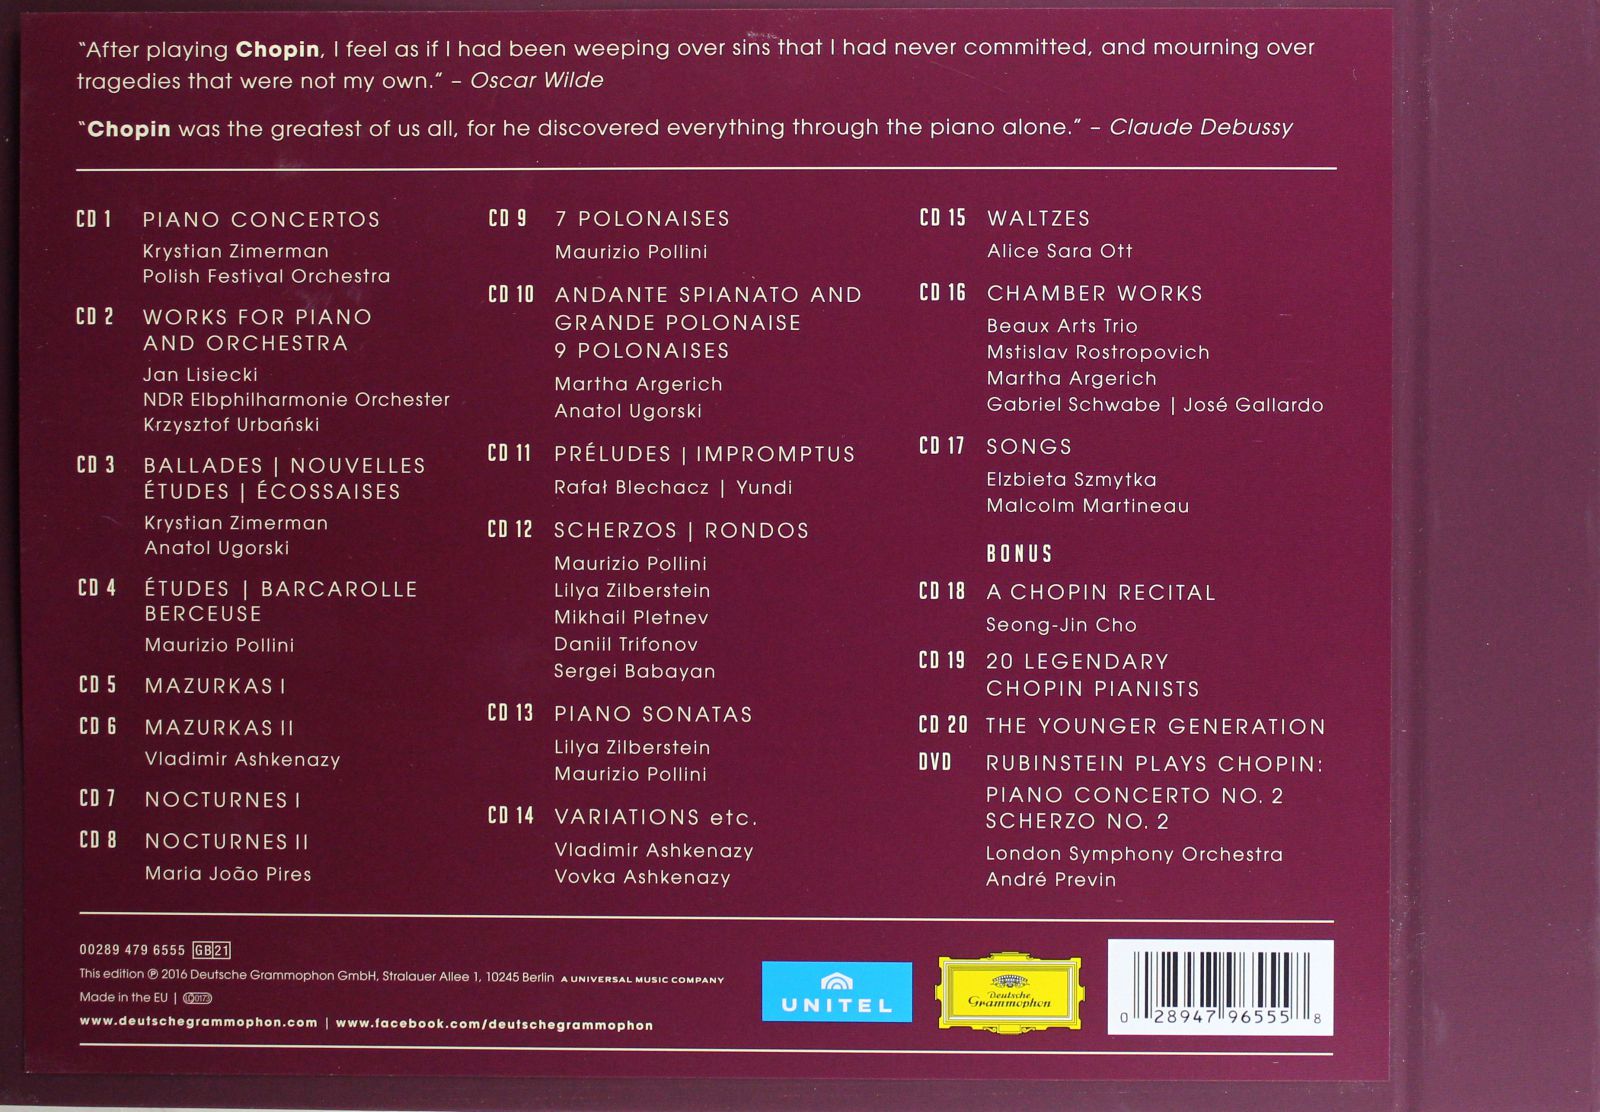 "After playing Chopin, I feel as if I had been weeping over sins that I had never committed, and mourning over
tragedies that were not my own." – Oscar Wilde
"Chopin was the greatest of us all, for he discovered everything through the piano alone." – Claude Debussy
CD 1 PIANO CONCERTOS
Krystian Zimerman
Polish Festival Orchestra
CD 2 WORKS FOR PIANO
AND ORCHESTRA
Jan Lisiecki
NDR Elbphilharmonie Orchester
Krzysztof Urbański
CD 3 BALLADES | NOUVELLES
ÉTUDES | ÉCOSSAISES
Krystian Zimerman
Anatol Ugorski
CD 4 ÉTUDES | BARCAROLLE
BERCEUSE
Maurizio Pollini
CD 5 MAZURKAS I
CD 6 MAZURKAS II
Vladimir Ashkenazy
CD 7 NOCTURNES I
CD 8 NOCTURNES II
Maria João Pires
CD 9 7 POLONAISES
Maurizio Pollini
CD 10 ANDANTE SPIANATO AND
GRANDE POLONAISE
9 POLONAISES
Martha Argerich
Anatol Ugorski
CD 11 PRÉLUDES | IMPROMPTUS
Rafał Blechacz | Yundi
CD 12 SCHERZOS | RONDOS
Maurizio Pollini
Lilya Zilberstein
Mikhail Pletnev
Daniil Trifonov
Sergei Babayan
CD 13 PIANO SONATAS
Lilya Zilberstein
Maurizio Pollini
CD 14 VARIATIONS etc.
Vladimir Ashkenazy
Vovka Ashkenazy
CD 15 WALTZES
Alice Sara Ott
CD 16 CHAMBER WORKS
Beaux Arts Trio
Mstislav Rostropovich
Martha Argerich
Gabriel Schwabe | José Gallardo
CD 17 SONGS
Elzbieta Szmytka
Malcolm Martineau
BONUS
CD 18 A CHOPIN RECITAL
Seong-Jin Cho
CD 19 20 LEGENDARY
CHOPIN PIANISTS
CD 20 THE YOUNGER GENERATION
DVD RUBINSTEIN PLAYS CHOPIN:
PIANO CONCERTO NO. 2
SCHERZO NO. 2
London Symphony Orchestra
André Previn
00289 479 6555 GB 21
This edition ℗ 2016 Deutsche Grammophon GmbH, Stralauer Allee 1, 10245 Berlin A UNIVERSAL MUSIC COMPANY
Made in the EU | LC 0173
www.deutschegrammophon.com | www.facebook.com/deutschegrammophon
UNITEL
Deutsche
Grammophon
0 28947 96555 8